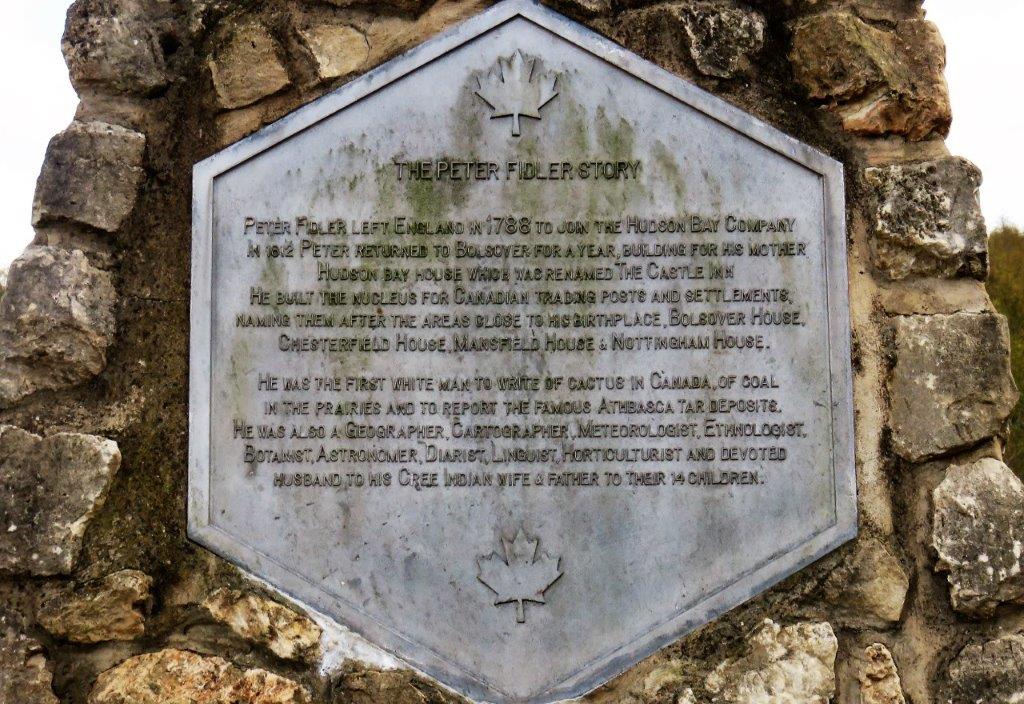 THE PETER FIDLER STORY
PETER FIDLER LEFT ENGLAND IN 1788 TO JOIN THE HUDSON BAY COMPANY
IN 1812 PETER RETURNED TO BOLSOVER FOR A YEAR, BUILDING FOR HIS MOTHER
HUDSON BAY HOUSE WHICH WAS RENAMED THE CASTLE INN
HE BUILT THE NUCLEUS FOR CANADIAN TRADING POSTS AND SETTLEMENTS,
NAMING THEM AFTER THE AREAS CLOSE TO HIS BIRTHPLACE, BOLSOVER HOUSE,
CHESTERFIELD HOUSE, MANSFIELD HOUSE & NOTTINGHAM HOUSE.
HE WAS THE FIRST WHITE MAN TO WRITE OF CACTUS IN CANADA, OF COAL
IN THE PRAIRIES AND TO REPORT THE FAMOUS ATHBASCA TAR DEPOSITS.
HE WAS ALSO A GEOGRAPHER, CARTOGRAPHER, METEOROLOGIST, ETHNOLOGIST,
BOTANIST, ASTRONOMER, DIARIST, LINGUIST, HORTICULTURIST AND DEVOTED
HUSBAND TO HIS CREE INDIAN WIFE & FATHER TO THEIR 14 CHILDREN.